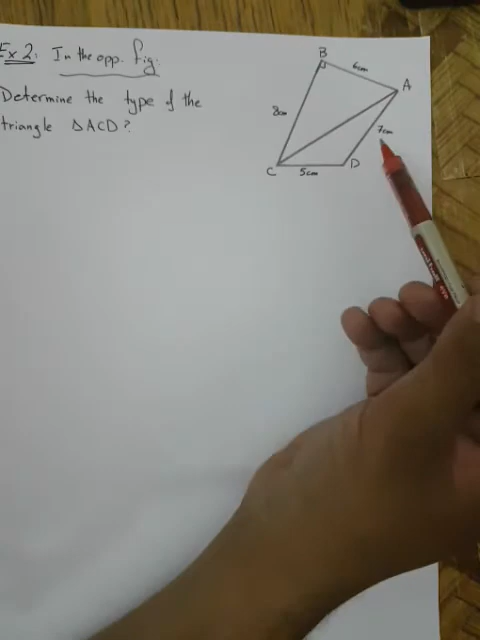 Ex 2: In the opp. fig.
Determine the type of the
triangle ΔACD?
B
6cm
A
8cm
7cm
C
5cm
D